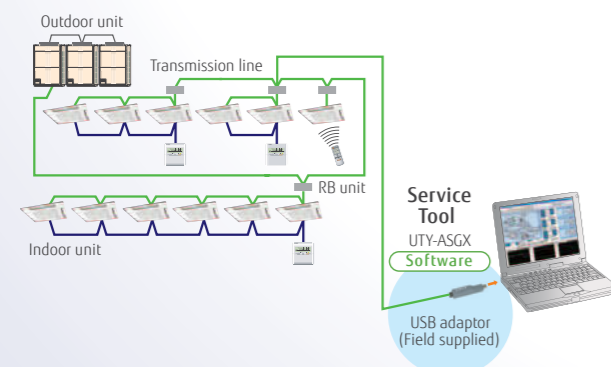 Outdoor unit
Transmission line
RB unit
Indoor unit
Service
Tool
UTY-ASGX
Software
USB adaptor
(Field supplied)